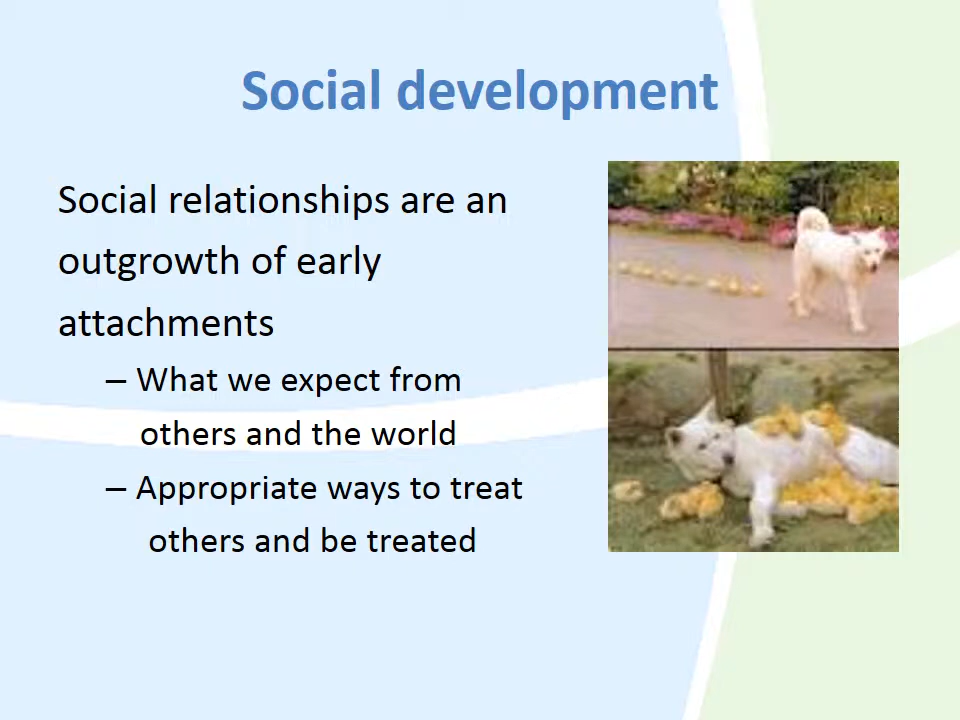 Social development
Social relationships are an
outgrowth of early
attachments
– What we expect from
others and the world
– Appropriate ways to treat
others and be treated